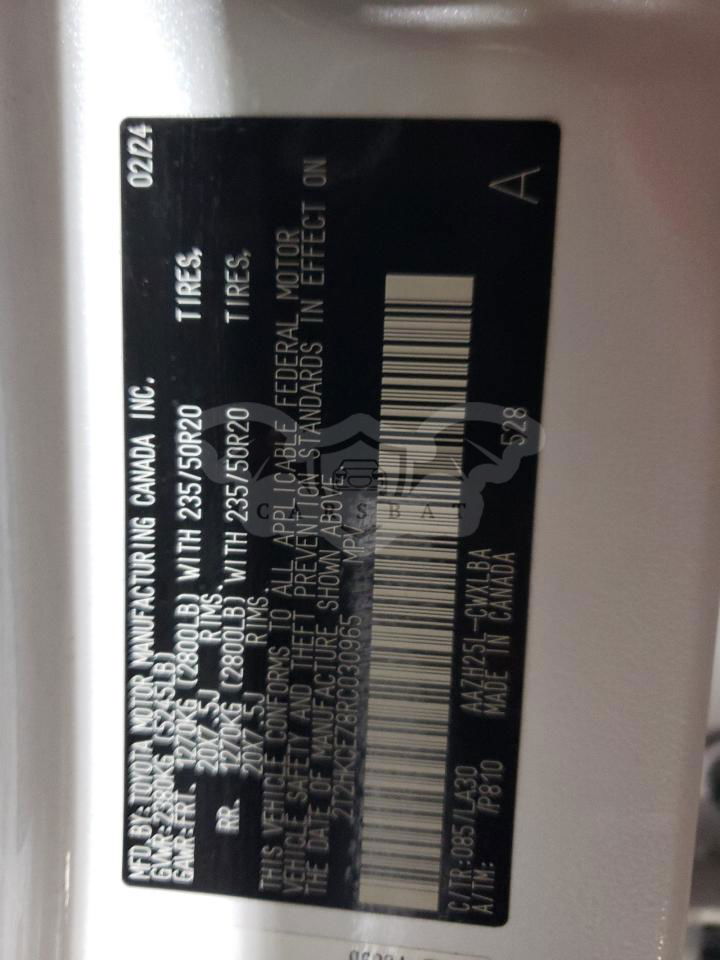 MFD.BY:TOYOTA MOTOR MANUFACTURING CANADA INC. 02/24
GVWR:2380KG (5245LB)
GAWR:FRT. 1270KG (2800LB) WITH 235/50R20 TIRES,
20X7.5J RIMS.
RR. 1270KG (2800LB) WITH 235/50R20 TIRES,
20X7.5J RIMS.
THIS VEHICLE CONFORMS TO ALL APPLICABLE FEDERAL MOTOR
VEHICLE SAFETY AND THEFT PREVENTION STANDARDS IN EFFECT ON
THE DATE OF MANUFACTURE SHOWN ABOVE.
2T2HKCEZ8RC030965 MPV
C/TR:085/LA30 AAZH25L-CWXLBA 528 A
A/TM: /P810 MADE IN CANADA
CARSBAT